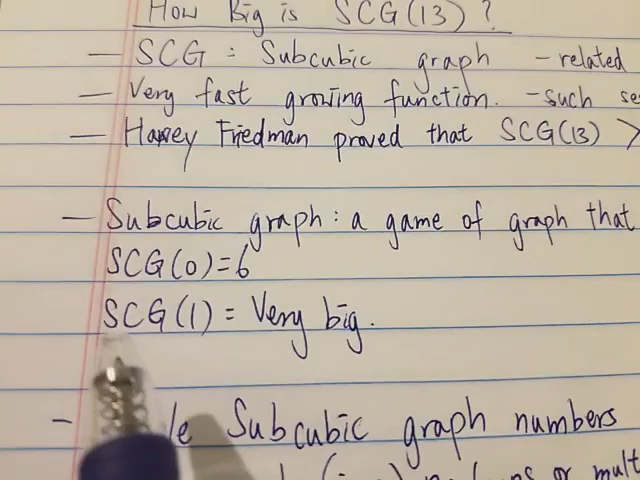 How Big is SCG(13)?
— SCG = Subcubic graph - related
— Very fast growing function. - such
— Harvey Friedman proved that SCG(13) >
— Subcubic graph: a game of graph that
SCG(0)=6
SCG(1) = Very big.
- Subcubic graph numbers
or